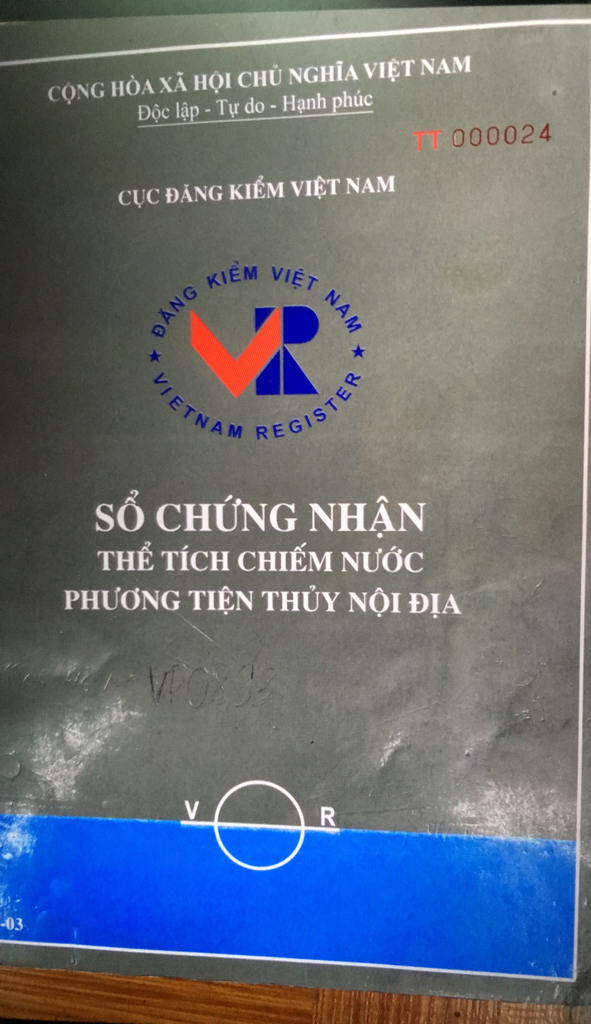 CỘNG HÒA XÃ HỘI CHỦ NGHĨA VIỆT NAM
Độc lập - Tự do - Hạnh phúc
TT 000024
CỤC ĐĂNG KIỂM VIỆT NAM
ĐĂNG KIỂM VIỆT NAM
VR
VIETNAM REGISTER
SỔ CHỨNG NHẬN
THỂ TÍCH CHIẾM NƯỚC
PHƯƠNG TIỆN THỦY NỘI ĐỊA
V R
-03